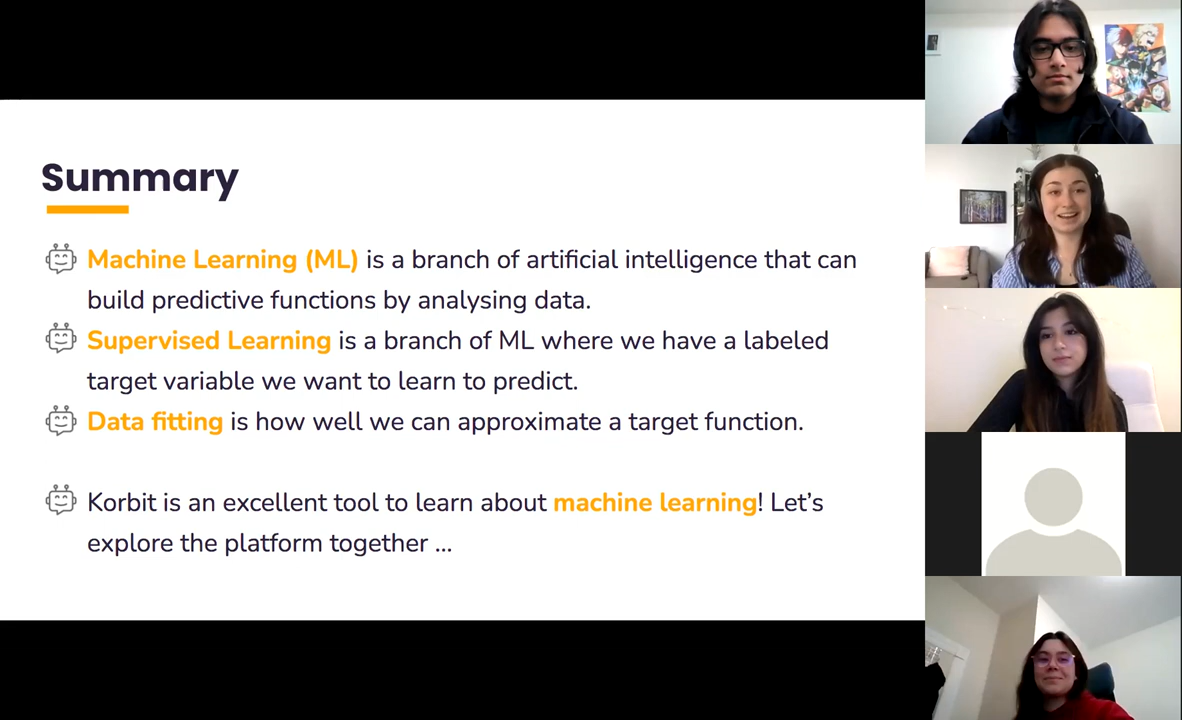 Summary
Machine Learning (ML) is a branch of artificial intelligence that can
build predictive functions by analysing data.
Supervised Learning is a branch of ML where we have a labeled
target variable we want to learn to predict.
Data fitting is how well we can approximate a target function.
Korbit is an excellent tool to learn about machine learning! Let’s
explore the platform together ...